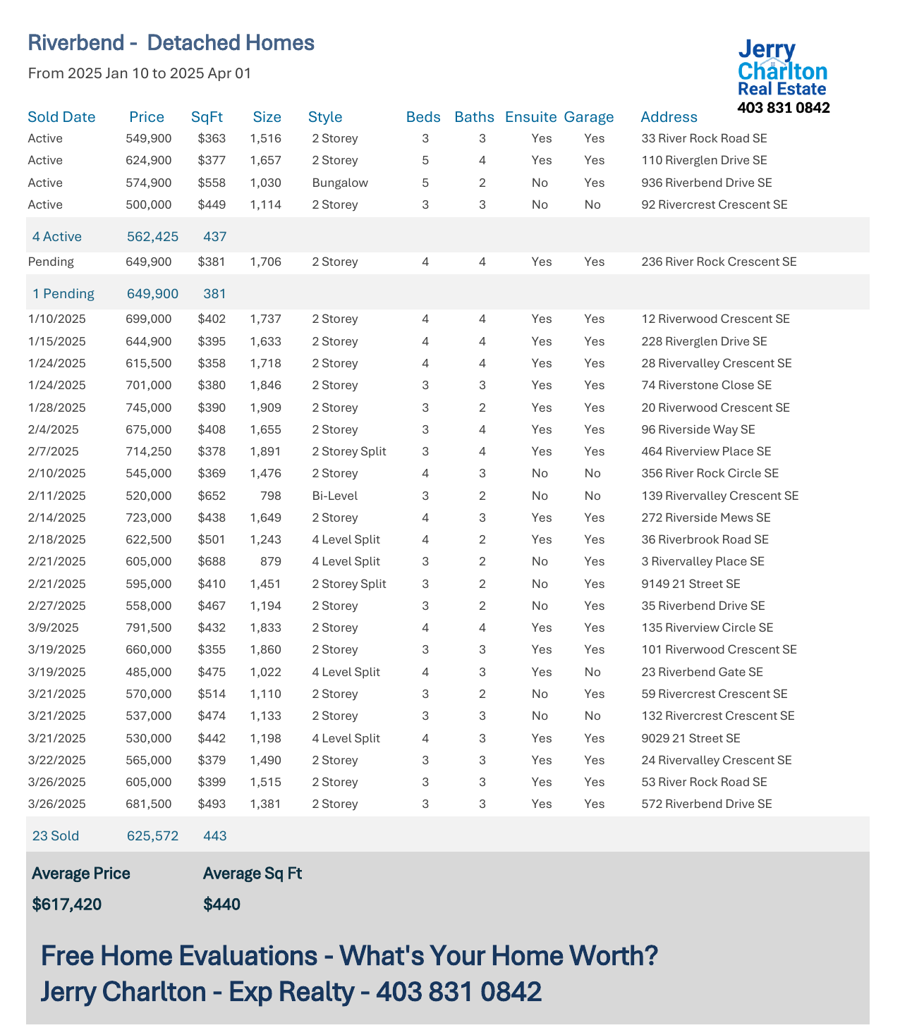 Riverbend - Detached Homes
From 2025 Jan 10 to 2025 Apr 01
Jerry
Charlton
Real Estate
403 831 0842
Sold Date Price SqFt Size Style Beds Baths Ensuite Garage Address
Active 549,900 $363 1,516 2 Storey 3 3 Yes Yes 33 River Rock Road SE
Active 624,900 $377 1,657 2 Storey 5 4 Yes Yes 110 Riverglen Drive SE
Active 574,900 $558 1,030 Bungalow 5 2 No Yes 936 Riverbend Drive SE
Active 500,000 $449 1,114 2 Storey 3 3 No No 92 Rivercrest Crescent SE
4 Active 562,425 437
Pending 649,900 $381 1,706 2 Storey 4 4 Yes Yes 236 River Rock Crescent SE
1 Pending 649,900 381
1/10/2025 699,000 $402 1,737 2 Storey 4 4 Yes Yes 12 Riverwood Crescent SE
1/15/2025 644,900 $395 1,633 2 Storey 4 4 Yes Yes 228 Riverglen Drive SE
1/24/2025 615,500 $358 1,718 2 Storey 4 4 Yes Yes 28 Rivervalley Crescent SE
1/24/2025 701,000 $380 1,846 2 Storey 3 3 Yes Yes 74 Riverstone Close SE
1/28/2025 745,000 $390 1,909 2 Storey 3 2 Yes Yes 20 Riverwood Crescent SE
2/4/2025 675,000 $408 1,655 2 Storey 3 4 Yes Yes 96 Riverside Way SE
2/7/2025 714,250 $378 1,891 2 Storey Split 3 4 Yes Yes 464 Riverview Place SE
2/10/2025 545,000 $369 1,476 2 Storey 4 3 No No 356 River Rock Circle SE
2/11/2025 520,000 $652 798 Bi-Level 3 2 No No 139 Rivervalley Crescent SE
2/14/2025 723,000 $438 1,649 2 Storey 4 3 Yes Yes 272 Riverside Mews SE
2/18/2025 622,500 $501 1,243 4 Level Split 4 2 Yes Yes 36 Riverbrook Road SE
2/21/2025 605,000 $688 879 4 Level Split 3 2 No Yes 3 Rivervalley Place SE
2/21/2025 595,000 $410 1,451 2 Storey Split 3 2 No Yes 9149 21 Street SE
2/27/2025 558,000 $467 1,194 2 Storey 3 2 No Yes 35 Riverbend Drive SE
3/9/2025 791,500 $432 1,833 2 Storey 4 4 Yes Yes 135 Riverview Circle SE
3/19/2025 660,000 $355 1,860 2 Storey 3 3 Yes Yes 101 Riverwood Crescent SE
3/19/2025 485,000 $475 1,022 4 Level Split 4 3 Yes No 23 Riverbend Gate SE
3/21/2025 570,000 $514 1,110 2 Storey 3 2 No Yes 59 Rivercrest Crescent SE
3/21/2025 537,000 $474 1,133 2 Storey 3 3 No No 132 Rivercrest Crescent SE
3/21/2025 530,000 $442 1,198 4 Level Split 4 3 Yes Yes 9029 21 Street SE
3/22/2025 565,000 $379 1,490 2 Storey 3 3 Yes Yes 24 Rivervalley Crescent SE
3/26/2025 605,000 $399 1,515 2 Storey 3 3 Yes Yes 53 River Rock Road SE
3/26/2025 681,500 $493 1,381 2 Storey 3 3 Yes Yes 572 Riverbend Drive SE
23 Sold 625,572 443
Average Price Average Sq Ft
$617,420 $440
Free Home Evaluations - What's Your Home Worth?
Jerry Charlton - Exp Realty - 403 831 0842